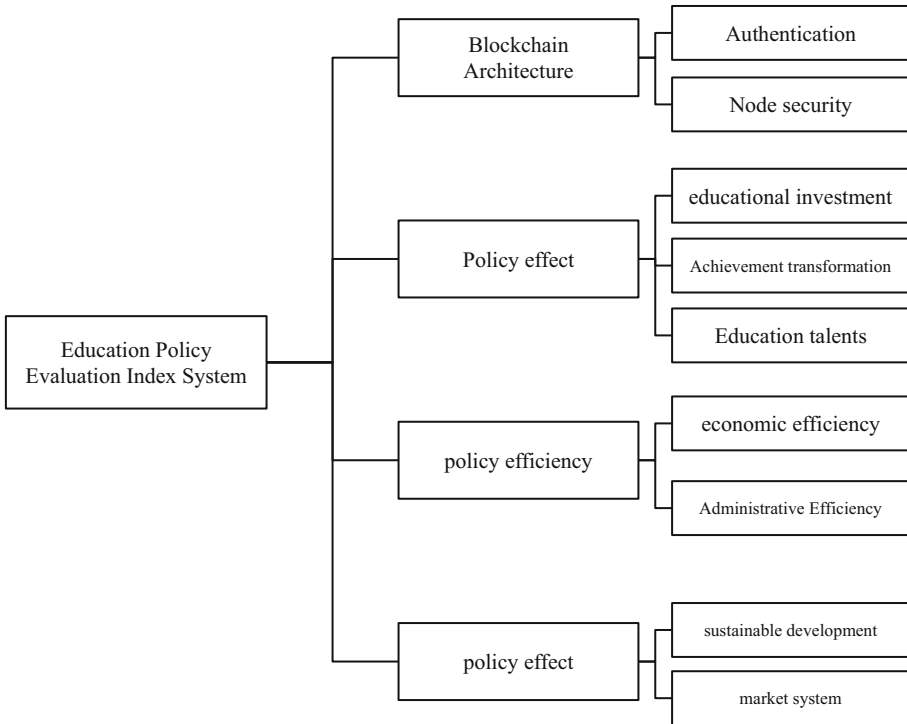 Education Policy
Evaluation Index System
Blockchain
Architecture
Authentication
Node security
Policy effect
educational investment
Achievement transformation
Education talents
policy efficiency
economic efficiency
Administrative Efficiency
policy effect
sustainable development
market system